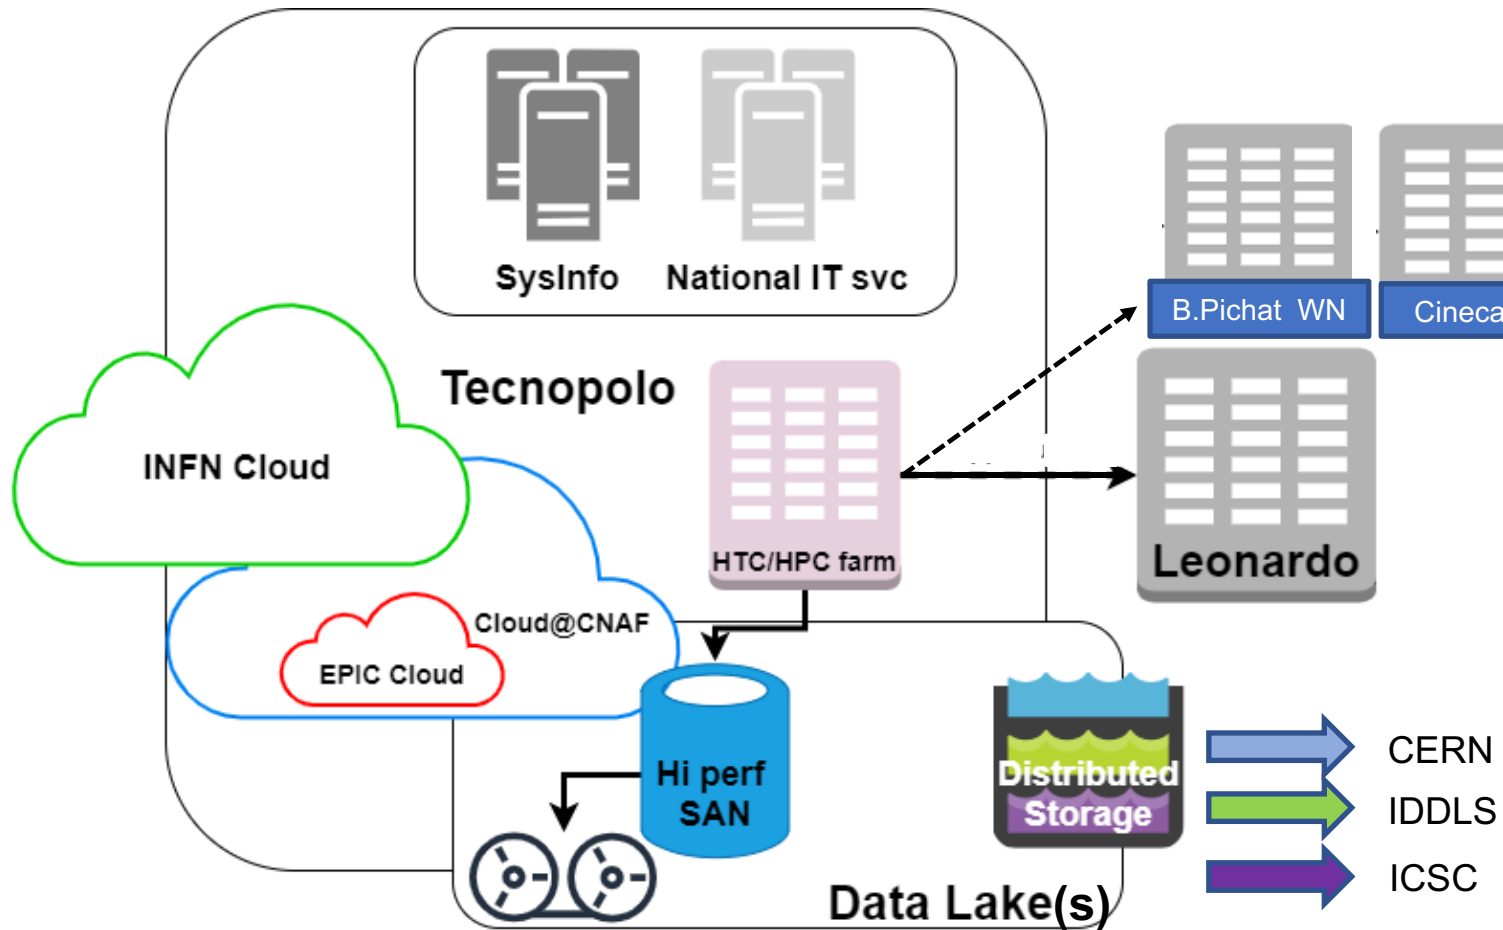 SysInfo
National IT svc
B.Pichat WN
Cineca
Tecnopolo
INFN Cloud
HTC/HPC farm
Leonardo
Cloud@CNAF
EPIC Cloud
Hi perf
SAN
Distributed
Storage
CERN
IDDLS
ICSC
Data Lake(s)